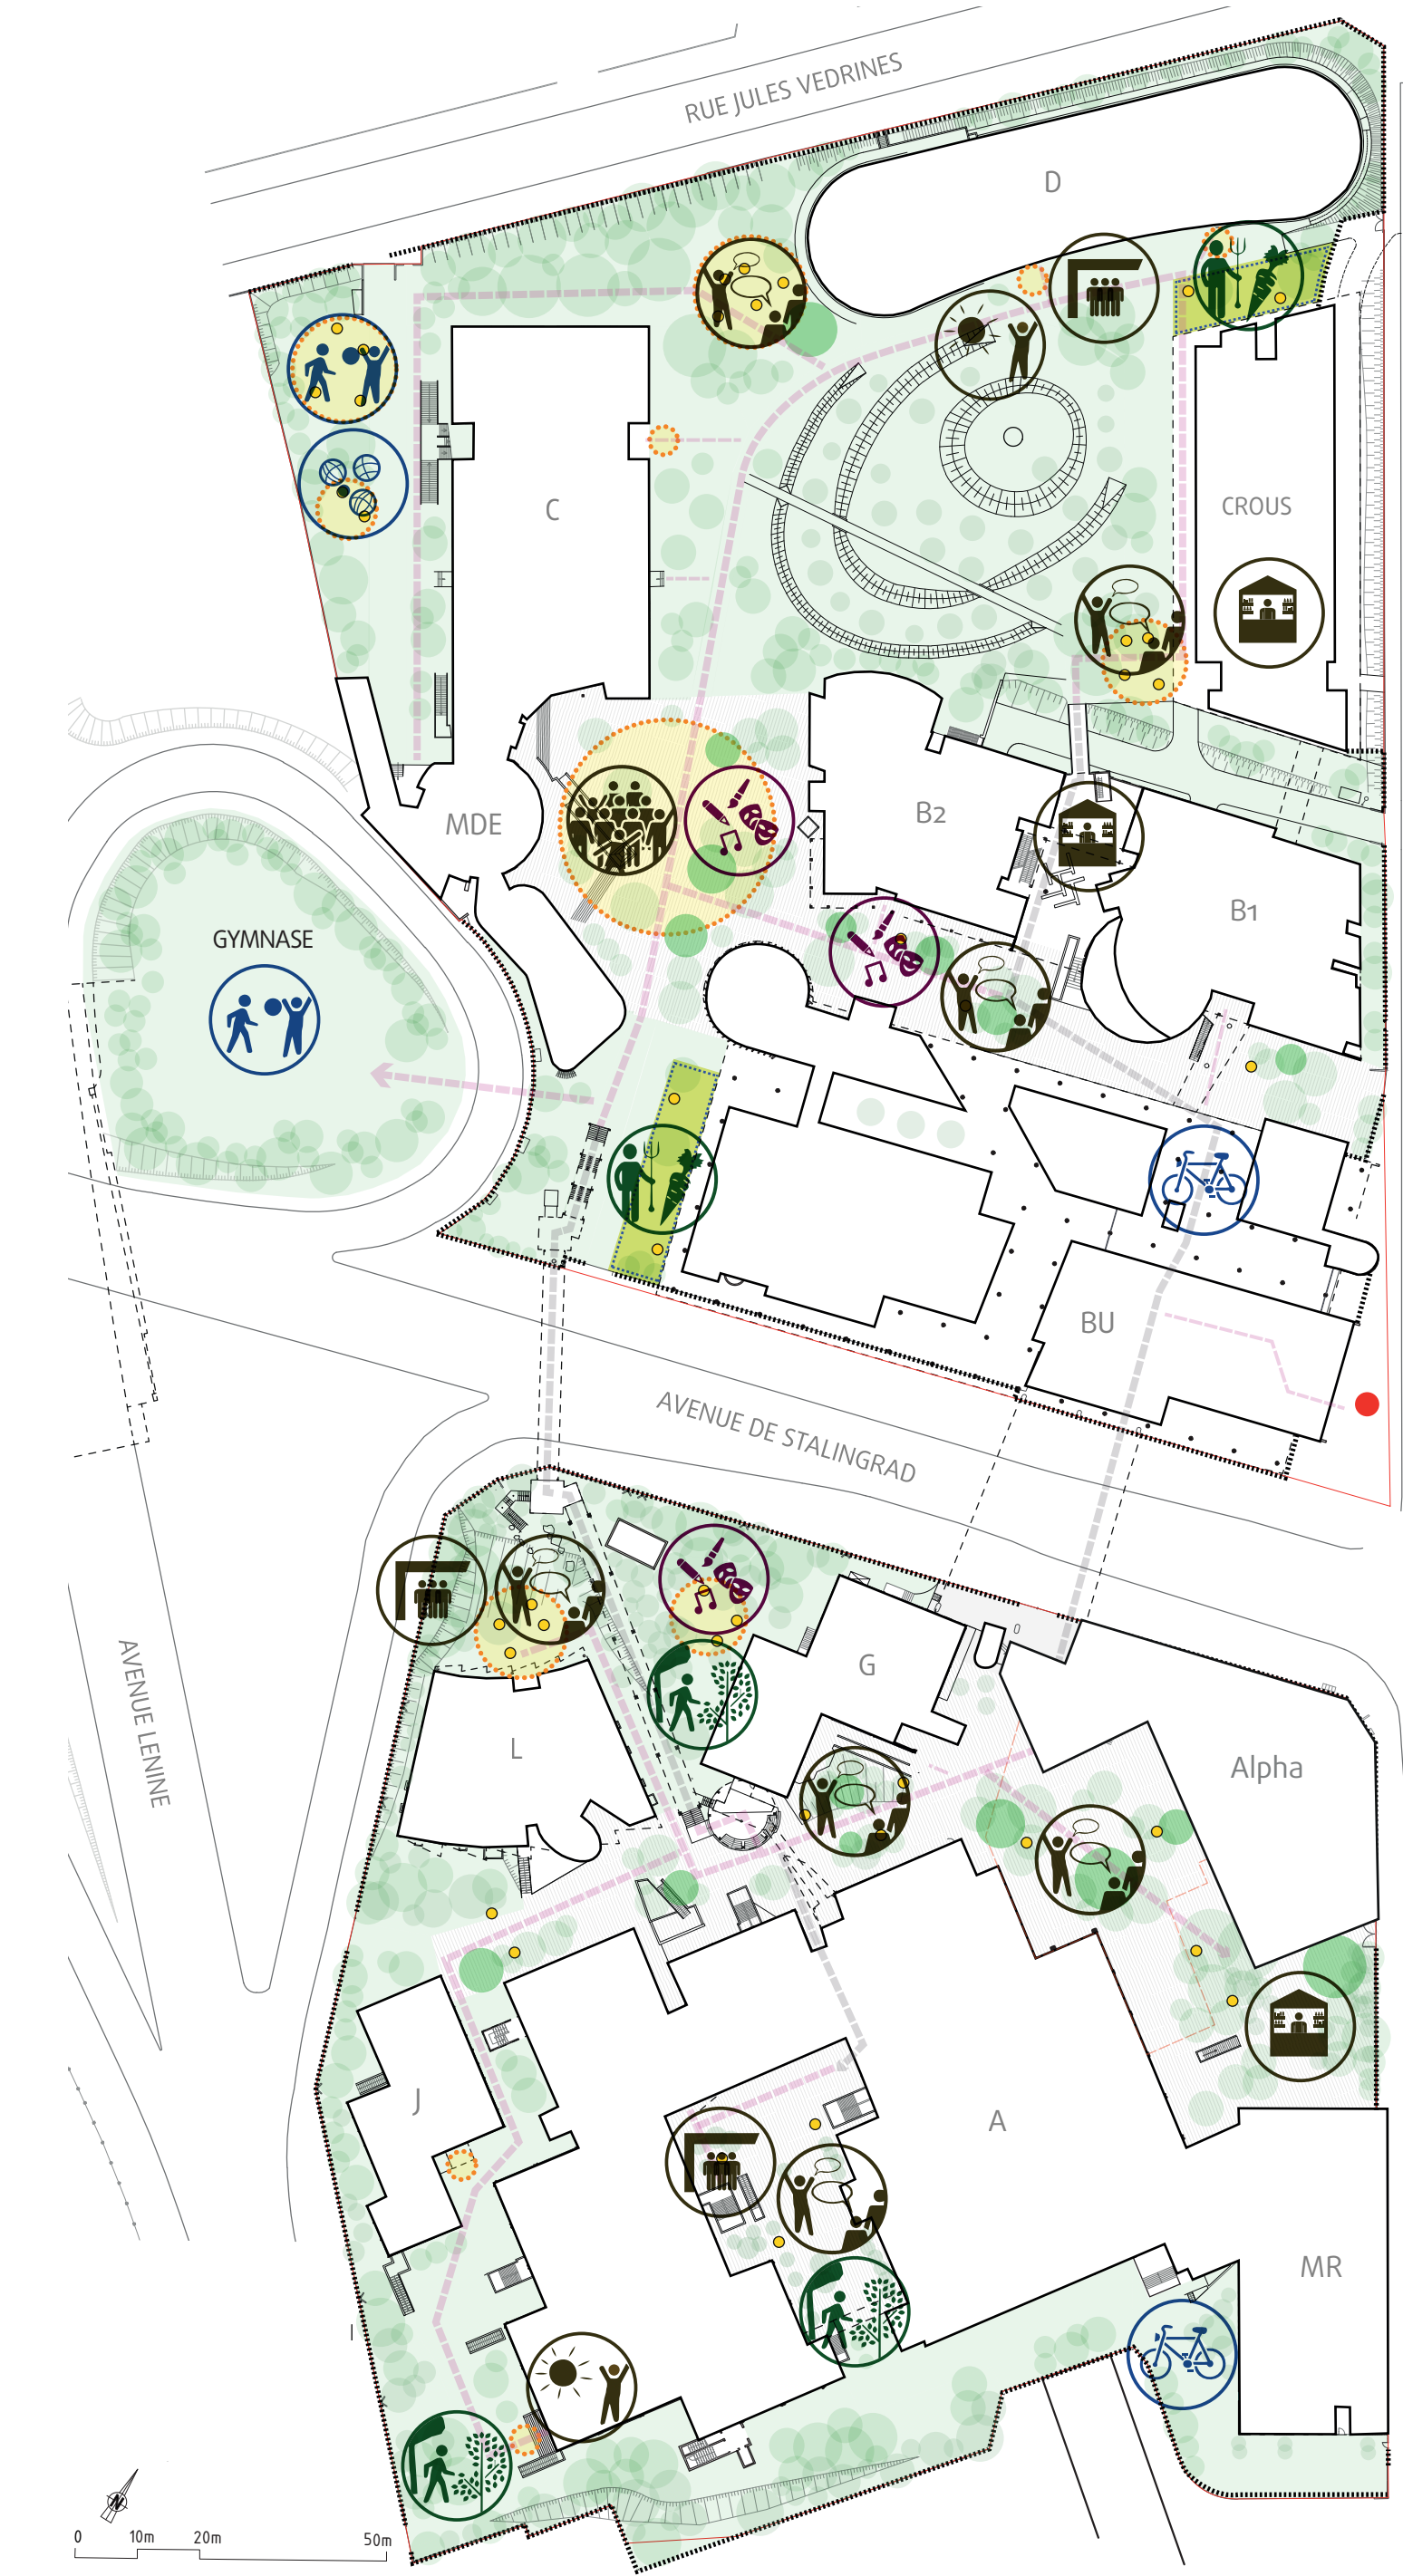 RUE JULES VEDRINES
D
C
CROUS
MDE
B2
B1
GYMNASE
BU
AVENUE DE STALINGRAD
AVENUE LENINE
G
L
Alpha
J
A
MR
I
N
0 10m 20m 50m